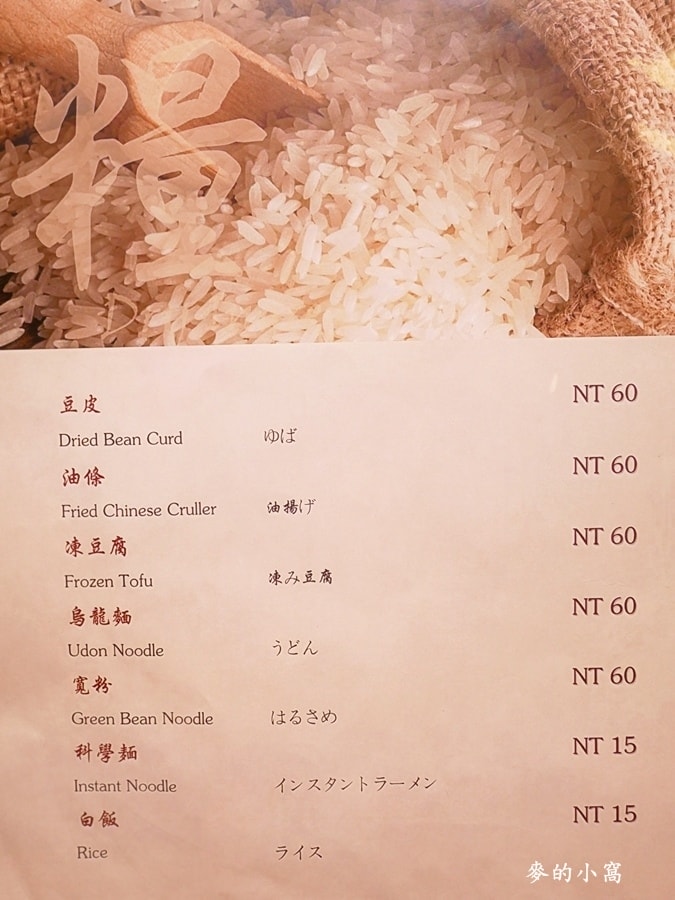 糧
豆皮 NT 60
Dried Bean Curd ゆば
油條 NT 60
Fried Chinese Cruller 油揚げ
凍豆腐 NT 60
Frozen Tofu 凍み豆腐
烏龍麵 NT 60
Udon Noodle うどん
寬粉 NT 60
Green Bean Noodle はるさめ
科學麵 NT 15
Instant Noodle インスタントラーメン
白飯 NT 15
Rice ライス
麥的小窩